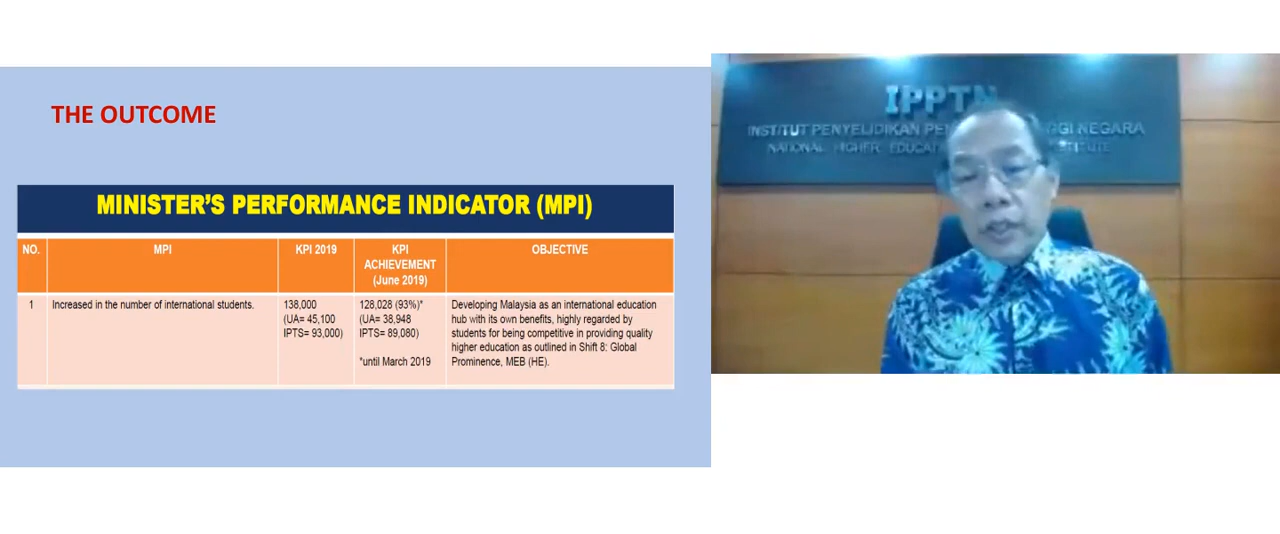 THE OUTCOME
MINISTER'S PERFORMANCE INDICATOR (MPI)
NO.
MPI
KPI 2019
KPI
ACHIEVEMENT
(June 2019)
OBJECTIVE
1
Increased in the number of international students.
138,000
(UA= 45,100
IPTS= 93,000)
128,028 (93%)*
(UA= 38,948
IPTS= 89,080)
*until March 2019
Developing Malaysia as an international education
hub with its own benefits, highly regarded by
students for being competitive in providing quality
higher education as outlined in Shift 8: Global
Prominence, MEB (HE).
IPPTN
INSTITUT PENYELIDIKAN NEGARA
NATIONAL HIGHER